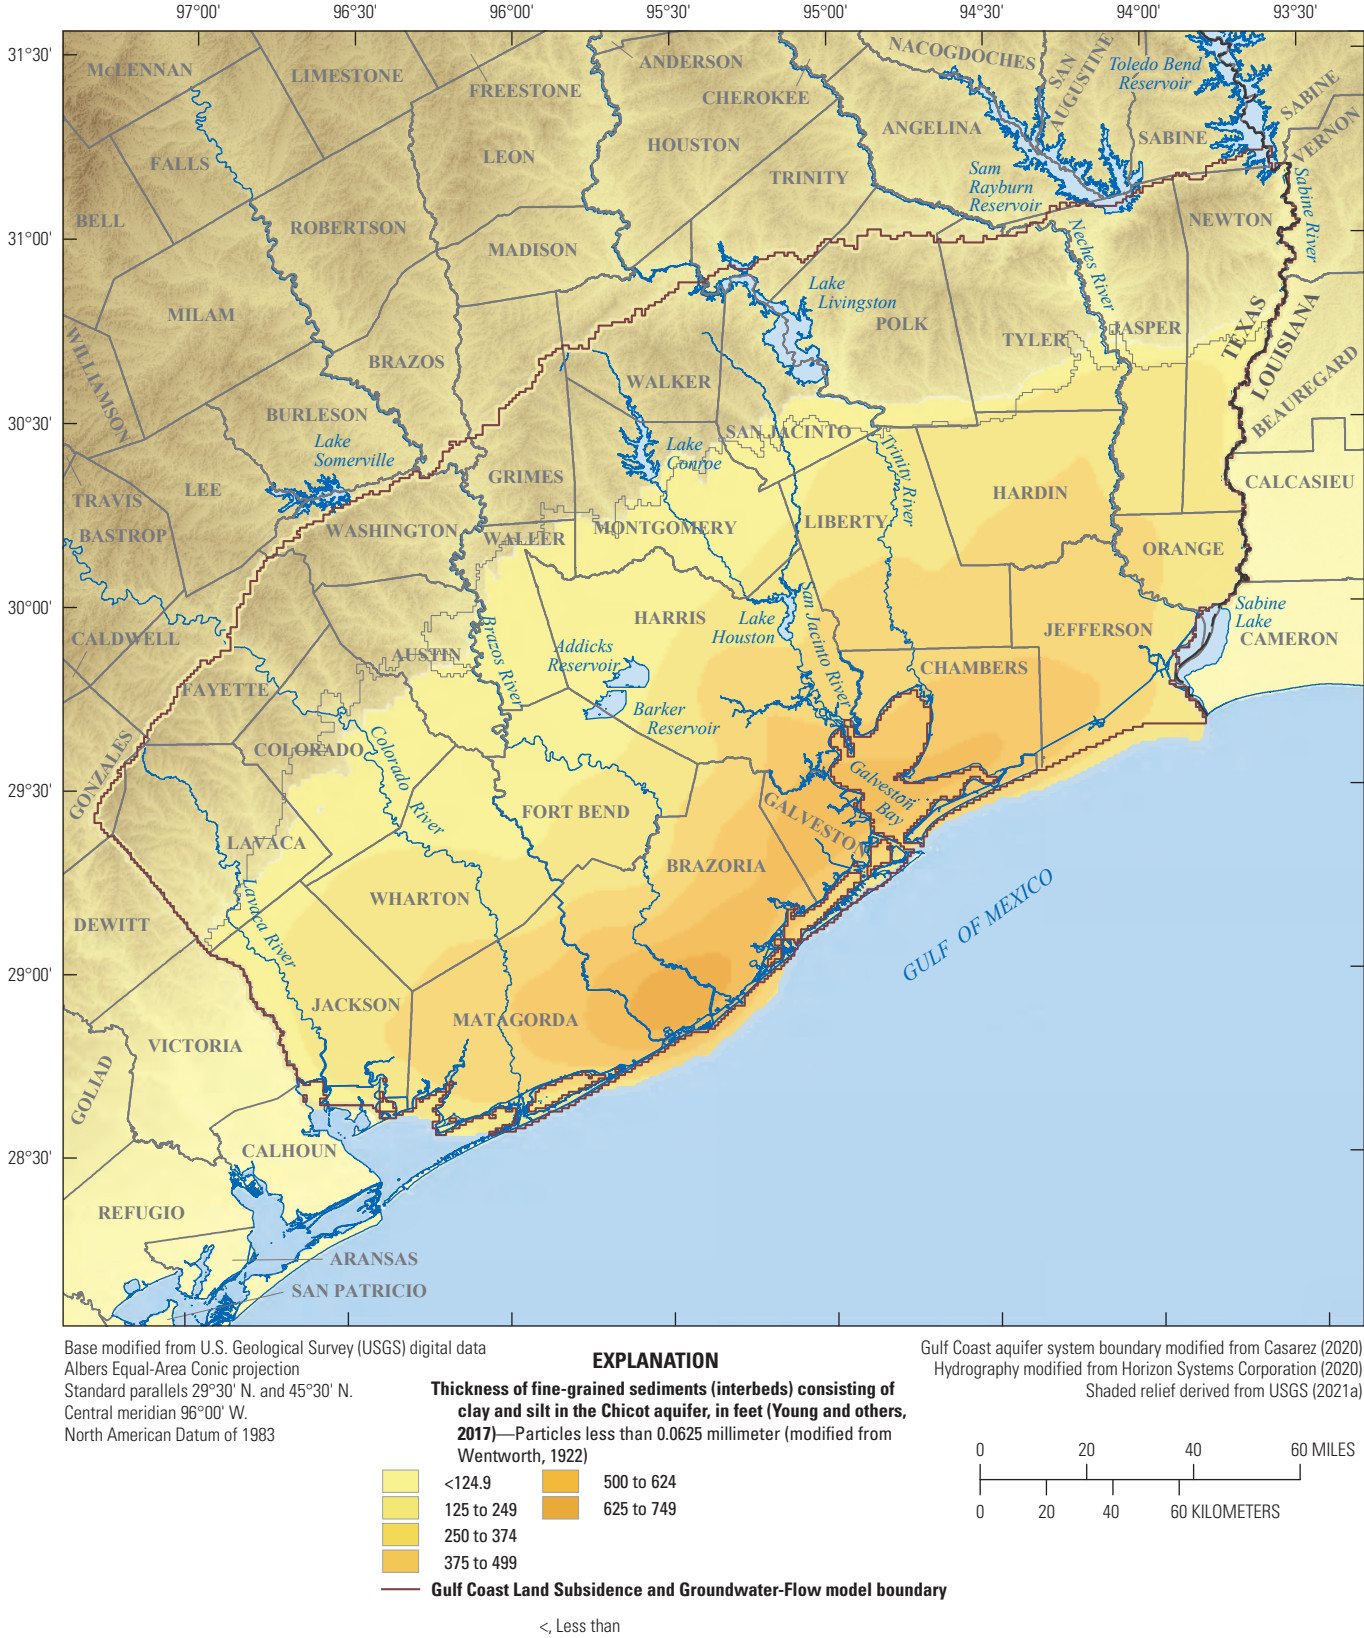 97°00' 96°30' 96°00' 95°30' 95°00' 94°30' 94°00' 93°30'
31°30'
31°00'
30°30'
30°00'
29°30'
29°00'
28°30'
McLENNAN
LIMESTONE
FREESTONE
ANDERSON
CHEROKEE
NACOGDOCHES
SAN
AUGUSTINE
Toledo Bend
Reservoir
SABINE
SABINE
VERNON
FALLS
LEON
HOUSTON
ANGELINA
TRINITY
Sam
Rayburn
Reservoir
BELL
ROBERTSON
MADISON
NEWTON
Sabine River
Neches River
MILAM
Lake
Livingston
POLK
TYLER
JASPER
TEXAS
LOUISIANA
BEAUREGARD
WILLIAMSON
BRAZOS
WALKER
BURLESON
Lake
Somerville
SAN JACINTO
Lake
Conroe
Trinity River
GRIMES
LEE
TRAVIS
BASTROP
WASHINGTON
WALLER
MONTGOMERY
LIBERTY
HARDIN
CALCASIEU
ORANGE
CALDWELL
HARRIS
Lake
Houston
San Jacinto River
JEFFERSON
Sabine
Lake
CAMERON
FAYETTE
AUSTIN
Brazos River
Addicks
Reservoir
Barker
Reservoir
CHAMBERS
GONZALES
COLORADO
Colorado
River
Galveston
Bay
GALVESTON
FORT BEND
LAVACA
BRAZORIA
Lavaca River
WHARTON
DEWITT
GULF OF MEXICO
JACKSON
MATAGORDA
VICTORIA
GOLIAD
CALHOUN
REFUGIO
ARANSAS
SAN PATRICIO
Base modified from U.S. Geological Survey (USGS) digital data
Albers Equal-Area Conic projection
Standard parallels 29°30' N. and 45°30' N.
Central meridian 96°00' W.
North American Datum of 1983
Gulf Coast aquifer system boundary modified from Casarez (2020)
Hydrography modified from Horizon Systems Corporation (2020)
Shaded relief derived from USGS (2021a)
EXPLANATION
Thickness of fine-grained sediments (interbeds) consisting of
clay and silt in the Chicot aquifer, in feet (Young and others,
2017)—Particles less than 0.0625 millimeter (modified from
Wentworth, 1922)
<124.9
125 to 249
250 to 374
375 to 499
500 to 624
625 to 749
Gulf Coast Land Subsidence and Groundwater-Flow model boundary
<, Less than
0 20 40 60 MILES
0 20 40 60 KILOMETERS